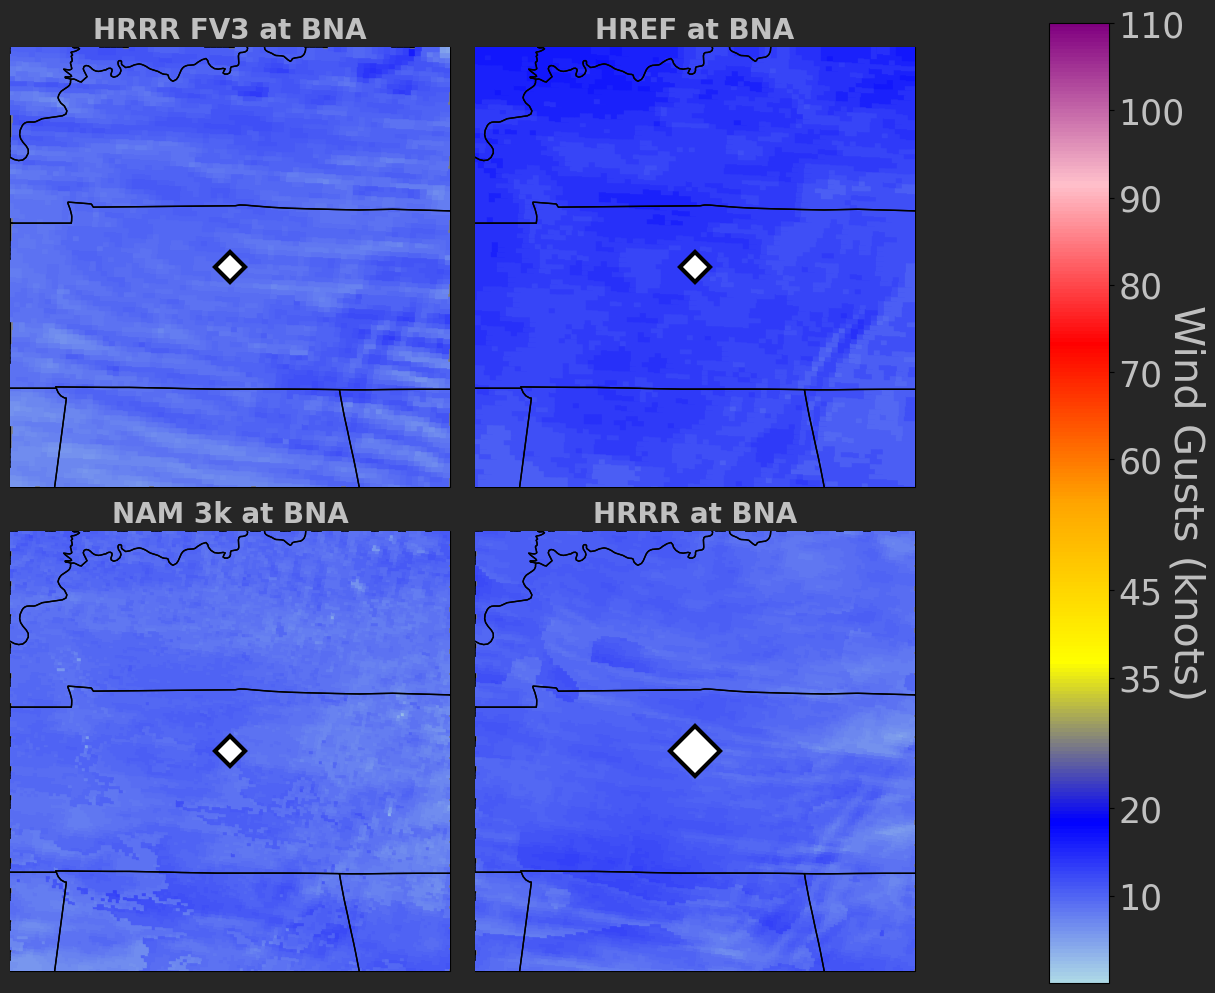 HRRR FV3 at BNA
HREF at BNA
NAM 3k at BNA
HRRR at BNA
110
100
90
80
70
60
45
35
20
10
Wind Gusts (knots)